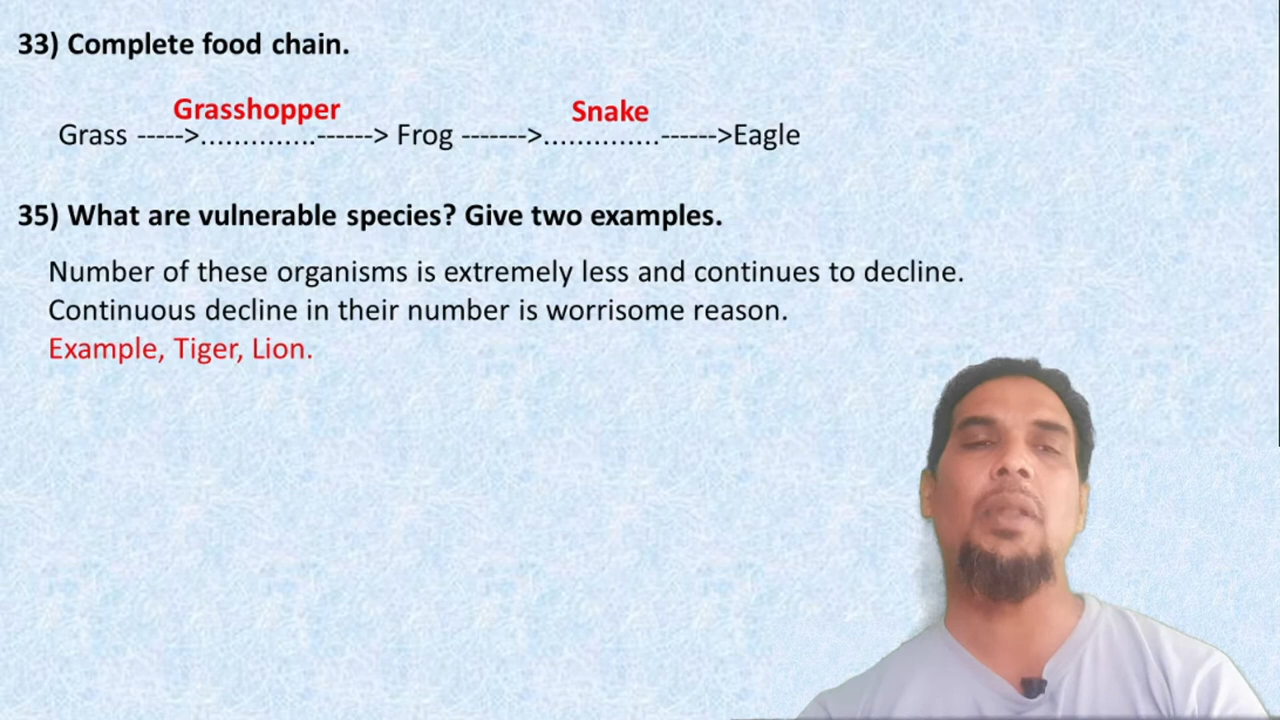 33) Complete food chain.
Grasshopper Snake
Grass ----->..............------> Frog ------->..............------>Eagle
35) What are vulnerable species? Give two examples.
Number of these organisms is extremely less and continues to decline.
Continuous decline in their number is worrisome reason.
Example, Tiger, Lion.